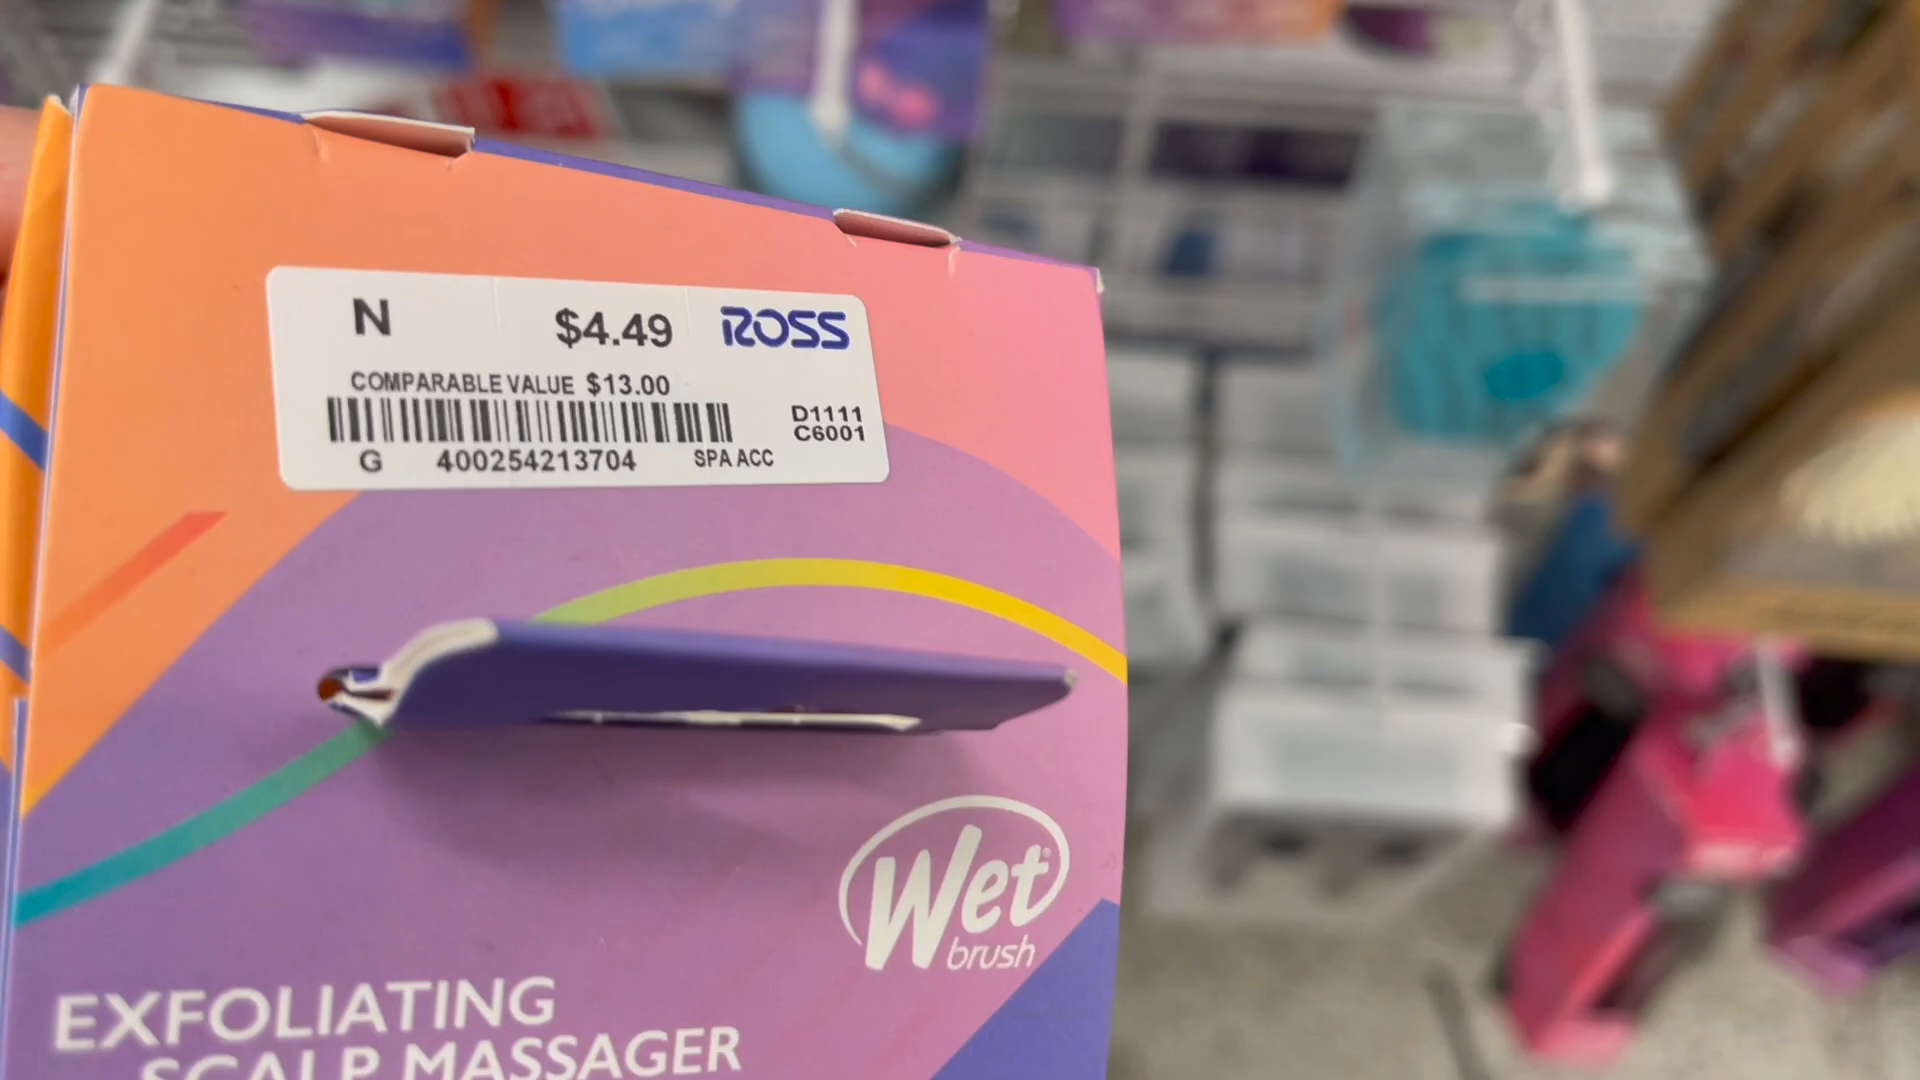 N $4.49 ROSS
COMPARABLE VALUE $13.00
D1111
C6001
G 400254213704 SPA ACC
Wet®
brush
EXFOLIATING
SCALP MASSAGER